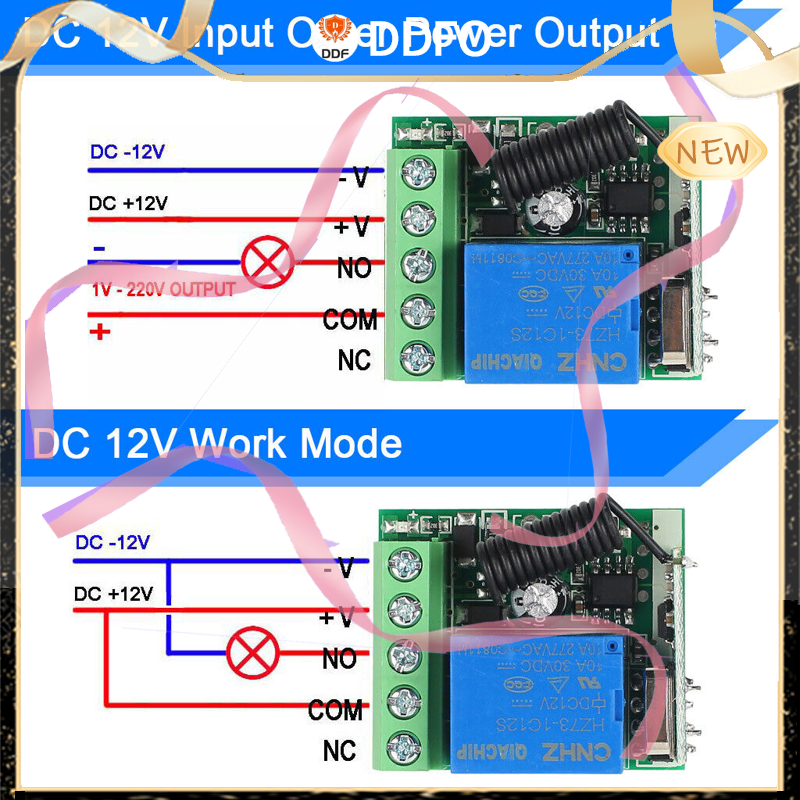 DC 12V Input Other Power Output
DDF
DDFO
NEW
DC -12V
- V
DC +12V
+ V
-
NO
1V - 220V OUTPUT
COM
+
NC
10A 277VAC
10A 30VDC
DC12V
HZ73-1C12S
QIACHIP
CNHZ
DC 12V Work Mode
DC -12V
- V
DC +12V
+ V
NO
COM
NC
10A 277VAC
10A 30VDC
DC12V
HZ73-1C12S
QIACHIP
CNHZ